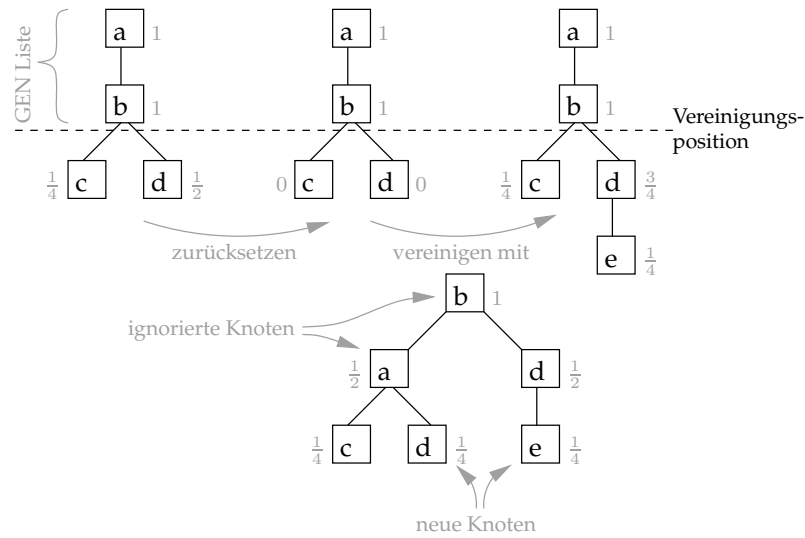 GEN Liste
a 1
a 1
a 1
b 1
b 1
b 1
Vereinigungs-
position
1/4 c d 1/2
0 c d 0
1/4 c d 3/4
zurücksetzen
vereinigen mit
e 1/4
b 1
ignorierte Knoten
1/2 a d 1/2
1/4 c d 1/4 e 1/4
neue Knoten